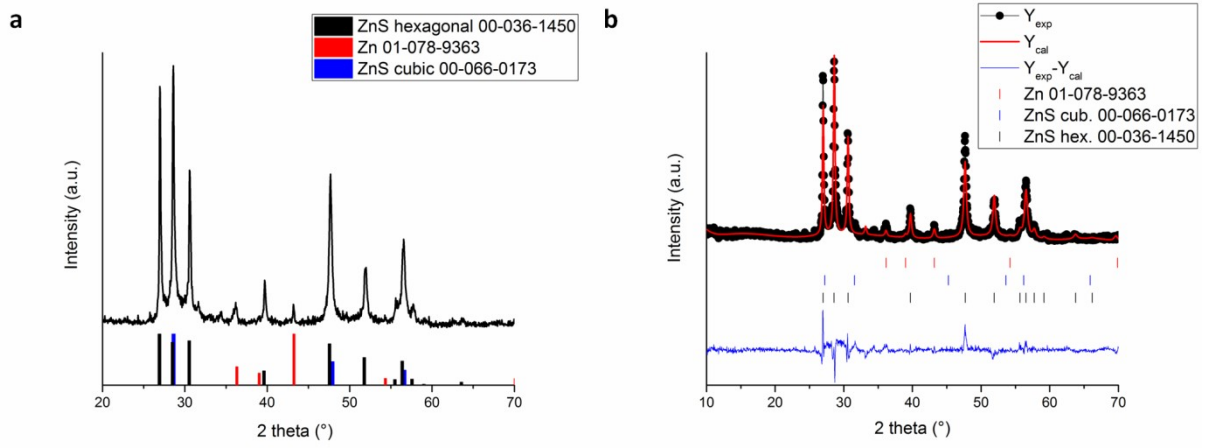 a
ZnS hexagonal 00-036-1450
Zn 01-078-9363
ZnS cubic 00-066-0173
Intensity (a.u.)
20 30 40 50 60 70
2 theta (°)
b
Yexp
Ycal
Yexp-Ycal
Zn 01-078-9363
ZnS cub. 00-066-0173
ZnS hex. 00-036-1450
Intensity (a.u.)
10 20 30 40 50 60 70
2 theta (°)